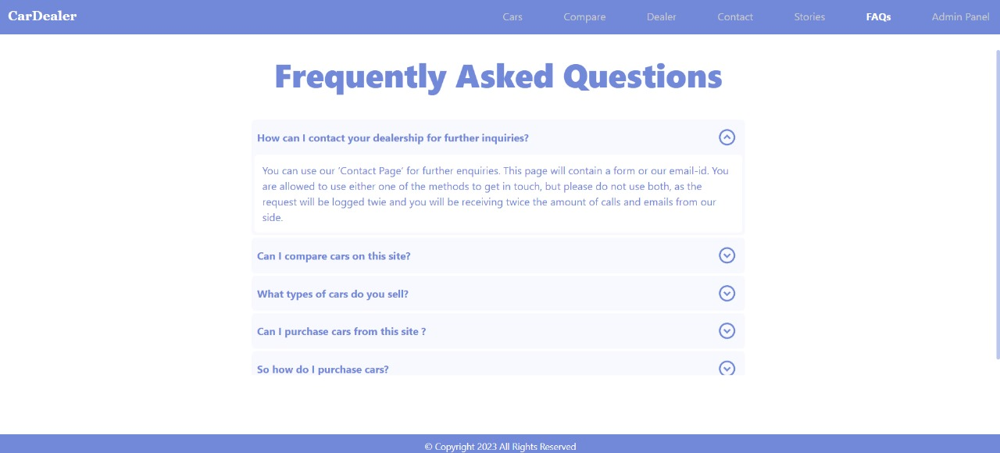 CarDealer
Cars Compare Dealer Contact Stories FAQs Admin Panel
Frequently Asked Questions
How can I contact your dealership for further inquiries?
You can use our 'Contact Page' for further enquiries. This page will contain a form or our email-id. You
are allowed to use either one of the methods to get in touch, but please do not use both, as the
request will be logged twie and you will be receiving twice the amount of calls and emails from our
side.
Can I compare cars on this site?
What types of cars do you sell?
Can I purchase cars from this site ?
So how do I purchase cars?
© Copyright 2023 All Rights Reserved